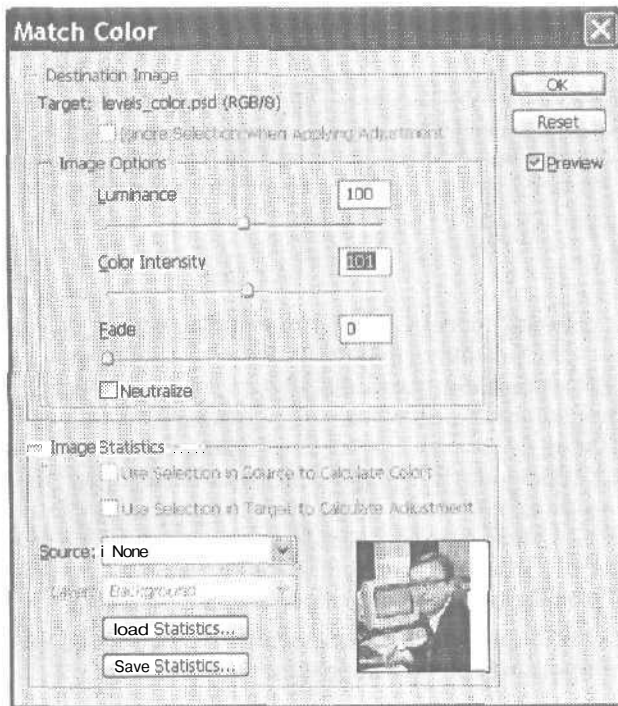 Match Color
Destination Image
Target: levels_color.psd (RGB/8)
Ignore Selection when Applying Adjustment
Image Options
Luminance 100
Color Intensity 101
Fade 0
Neutralize
OK
Reset
Preview
Image Statistics .....
Use Selection in Source to Calculate Colors
Use Selection in Target to Calculate Adjustment
Source: i None
Layer: Background
load Statistics...
Save Statistics...